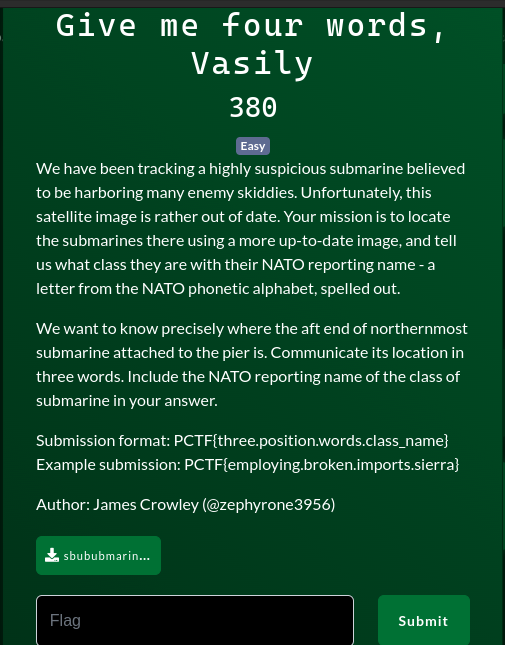 Give me four words,
Vasily
380
Easy
We have been tracking a highly suspicious submarine believed
to be harboring many enemy skiddies. Unfortunately, this
satellite image is rather out of date. Your mission is to locate
the submarines there using a more up-to-date image, and tell
us what class they are with their NATO reporting name - a
letter from the NATO phonetic alphabet, spelled out.
We want to know precisely where the aft end of northernmost
submarine attached to the pier is. Communicate its location in
three words. Include the NATO reporting name of the class of
submarine in your answer.
Submission format: PCTF{three.position.words.class_name}
Example submission: PCTF{employing.broken.imports.sierra}
Author: James Crowley (@zephyrone3956)
sbububmarin...
Flag
Submit